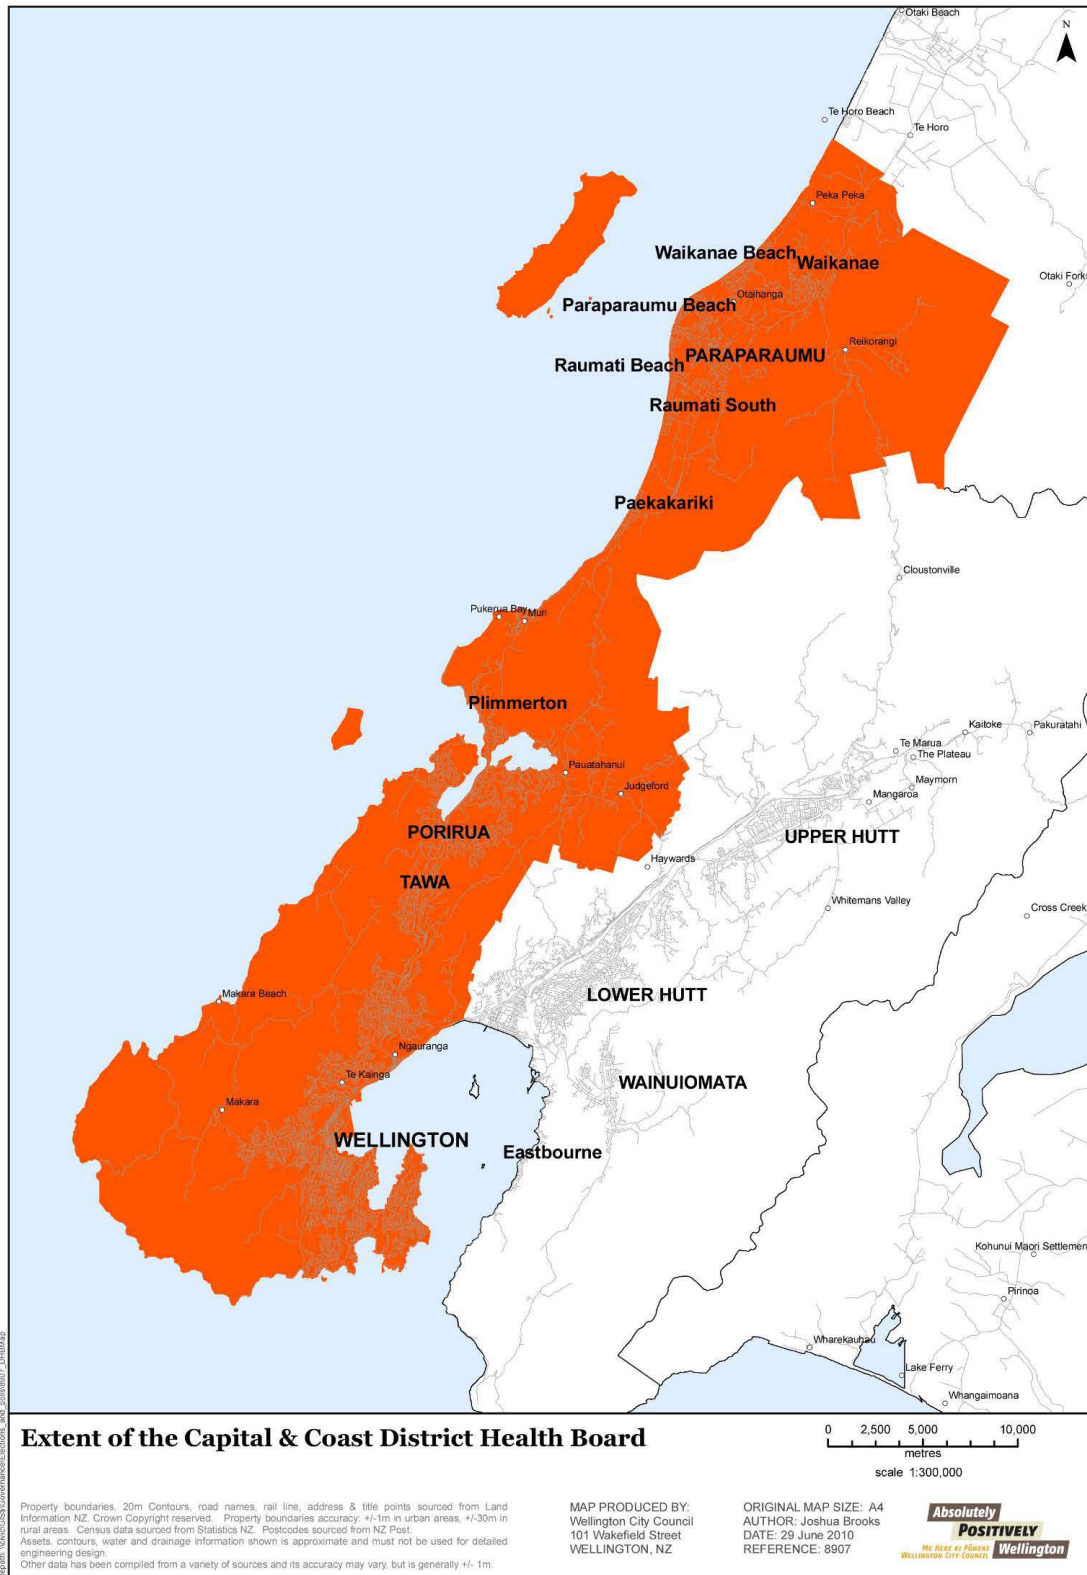 Otaki Beach
N
Te Horo Beach
Te Horo
Peka Peka
Waikanae Beach
Waikanae
Otaki Forks
Otaihanga
Paraparaumu Beach
Reikorangi
PARAPARAUMU
Raumati Beach
Raumati South
Paekakariki
Cloustonville
Pukerua Bay
Muri
Plimmerton
Kaitoke
Pakuratahi
Te Marua
The Plateau
Pauatahanui
Judgeford
Maymorn
Mangaroa
PORIRUA
UPPER HUTT
Haywards
TAWA
Whitemans Valley
Cross Creek
Makara Beach
LOWER HUTT
Ngauranga
Te Kainga
WAINUIOMATA
Makara
WELLINGTON
Eastbourne
Kohunui Maori Settlemen
Pirinoa
Wharekauhau
Lake Ferry
Whangaimoana
Extent of the Capital & Coast District Health Board
0 2,500 5,000 10,000
metres
scale 1:300,000
Property boundaries, 20m Contours, road names, rail line, address & title points sourced from Land
Information NZ. Crown Copyright reserved. Property boundaries accuracy: +/-1m in urban areas, +/-30m in
rural areas. Census data sourced from Statistics NZ. Postcodes sourced from NZ Post.
Assets, contours, water and drainage information shown is approximate and must not be used for detailed
engineering design.
Other data has been compiled from a variety of sources and its accuracy may vary, but is generally +/- 1m.
MAP PRODUCED BY:
Wellington City Council
101 Wakefield Street
WELLINGTON, NZ
ORIGINAL MAP SIZE: A4
AUTHOR: Joshua Brooks
DATE: 29 June 2010
REFERENCE: 8907
Absolutely
POSITIVELY
ME HEKE KI PŌNEKE
WELLINGTON CITY COUNCIL
Wellington